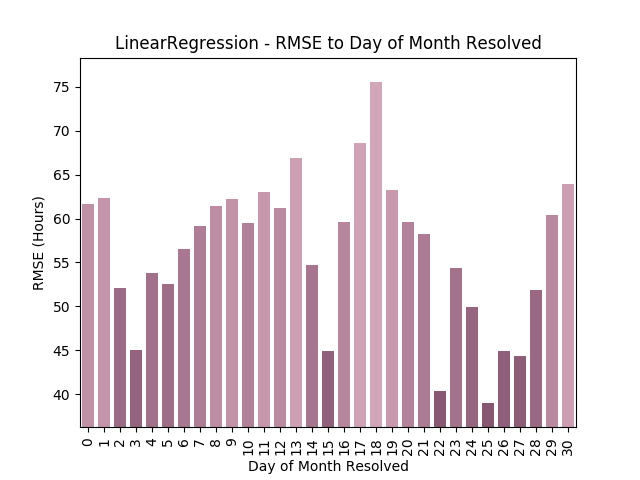 LinearRegression - RMSE to Day of Month Resolved
75
70
65
60
55
50
45
40
RMSE (Hours)
0 1 2 3 4 5 6 7 8 9 10 11 12 13 14 15 16 17 18 19 20 21 22 23 24 25 26 27 28 29 30
Day of Month Resolved